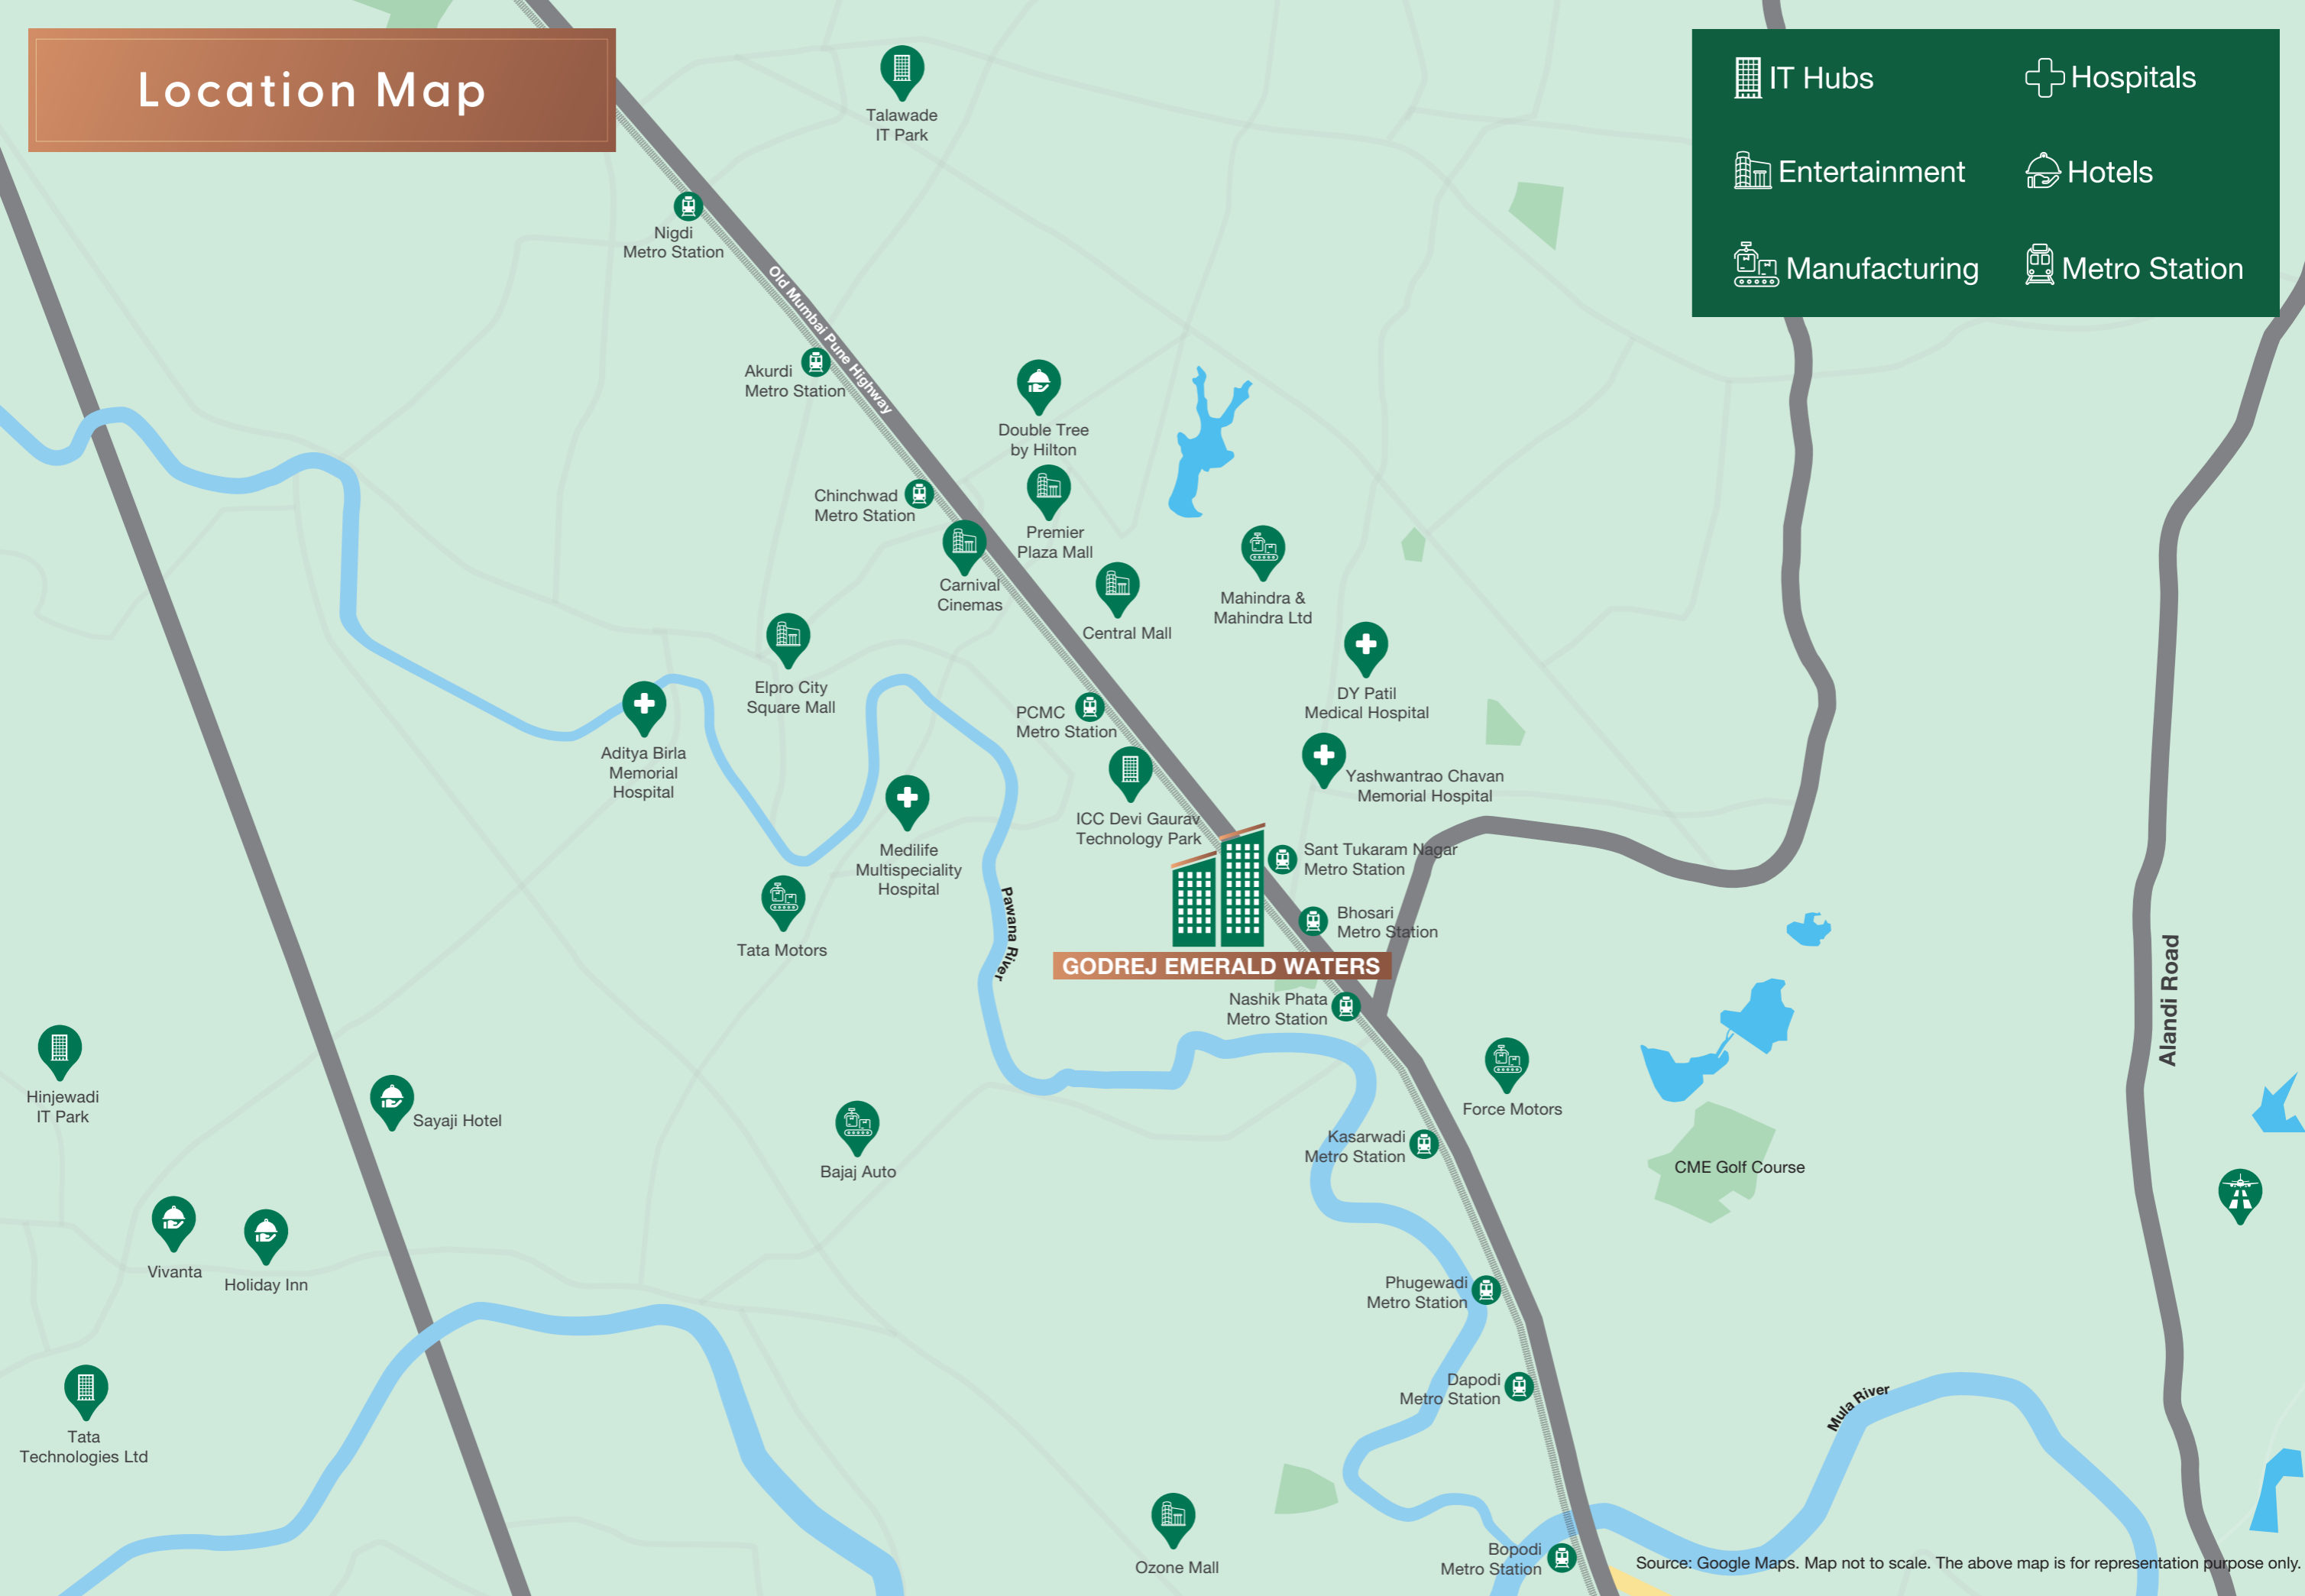 Location Map
IT Hubs
Hospitals
Entertainment
Hotels
Manufacturing
Metro Station
Talawade
IT Park
Nigdi
Metro Station
Old Mumbai Pune Highway
Akurdi
Metro Station
Double Tree
by Hilton
Chinchwad
Metro Station
Premier
Plaza Mall
Carnival
Cinemas
Central Mall
Mahindra &
Mahindra Ltd
Elpro City
Square Mall
DY Patil
Medical Hospital
PCMC
Metro Station
Aditya Birla
Memorial
Hospital
Yashwantrao Chavan
Memorial Hospital
ICC Devi Gaurav
Technology Park
Medilife
Multispeciality
Hospital
Sant Tukaram Nagar
Metro Station
Pawana River
Bhosari
Metro Station
Tata Motors
GODREJ EMERALD WATERS
Nashik Phata
Metro Station
Alandi Road
Hinjewadi
IT Park
Sayaji Hotel
Force Motors
Bajaj Auto
Kasarwadi
Metro Station
CME Golf Course
Vivanta
Holiday Inn
Phugewadi
Metro Station
Dapodi
Metro Station
Mula River
Tata
Technologies Ltd
Ozone Mall
Bopodi
Metro Station
Source: Google Maps. Map not to scale. The above map is for representation purpose only.